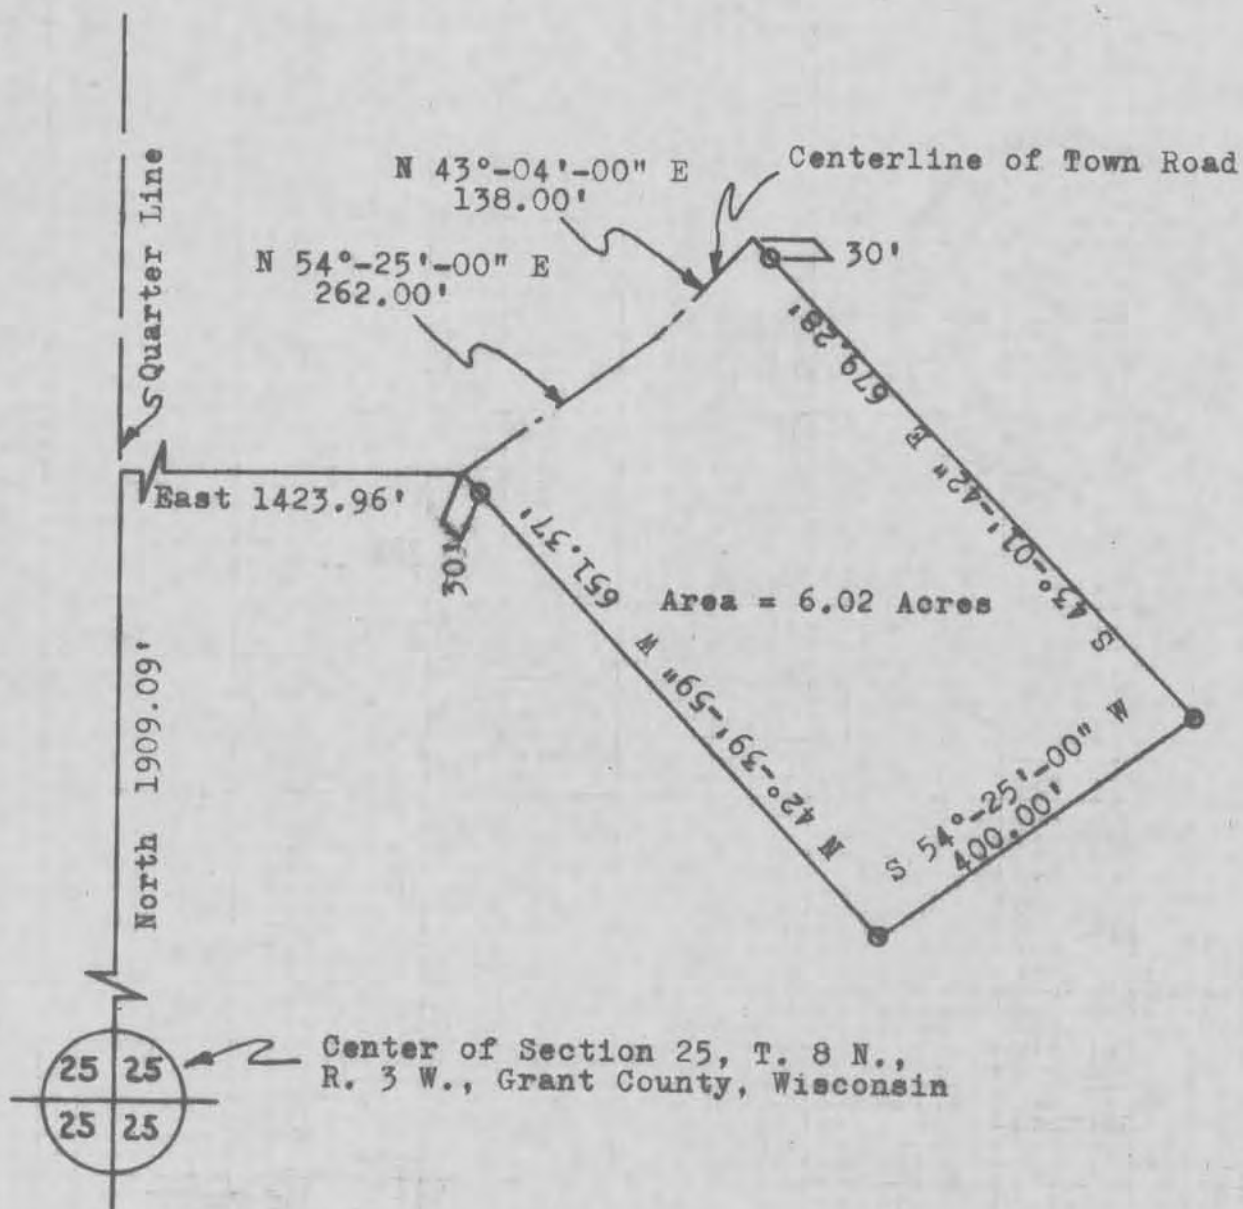 Quarter Line
N 43°-04'-00" E
138.00'
Centerline of Town Road
N 54°-25'-00" E
262.00'
30'
679.28'
S 43°-01'-42" E
East 1423.96'
30'
651.37'
N 42°-39'-59" W
Area = 6.02 Acres
North 1909.09'
S 54°-25'-00" W
400.00'
25 25
25 25
Center of Section 25, T. 8 N.,
R. 3 W., Grant County, Wisconsin